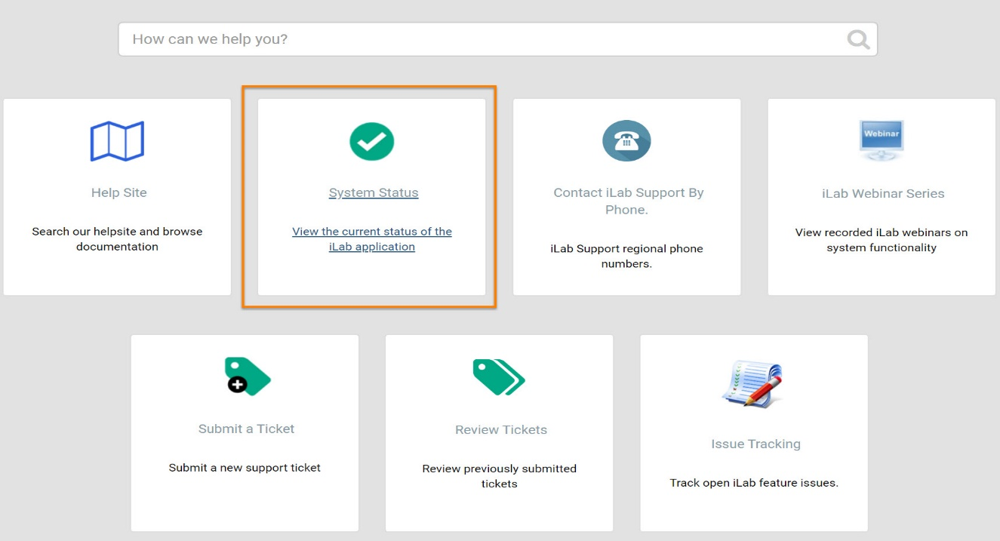 How can we help you?
Help Site
Search our helpsite and browse
documentation
System Status
View the current status of the
iLab application
Contact iLab Support By
Phone.
iLab Support regional phone
numbers.
Webinar
iLab Webinar Series
View recorded iLab webinars on
system functionality
Submit a Ticket
Submit a new support ticket
Review Tickets
Review previously submitted
tickets
Issue Tracking
Track open iLab feature issues.